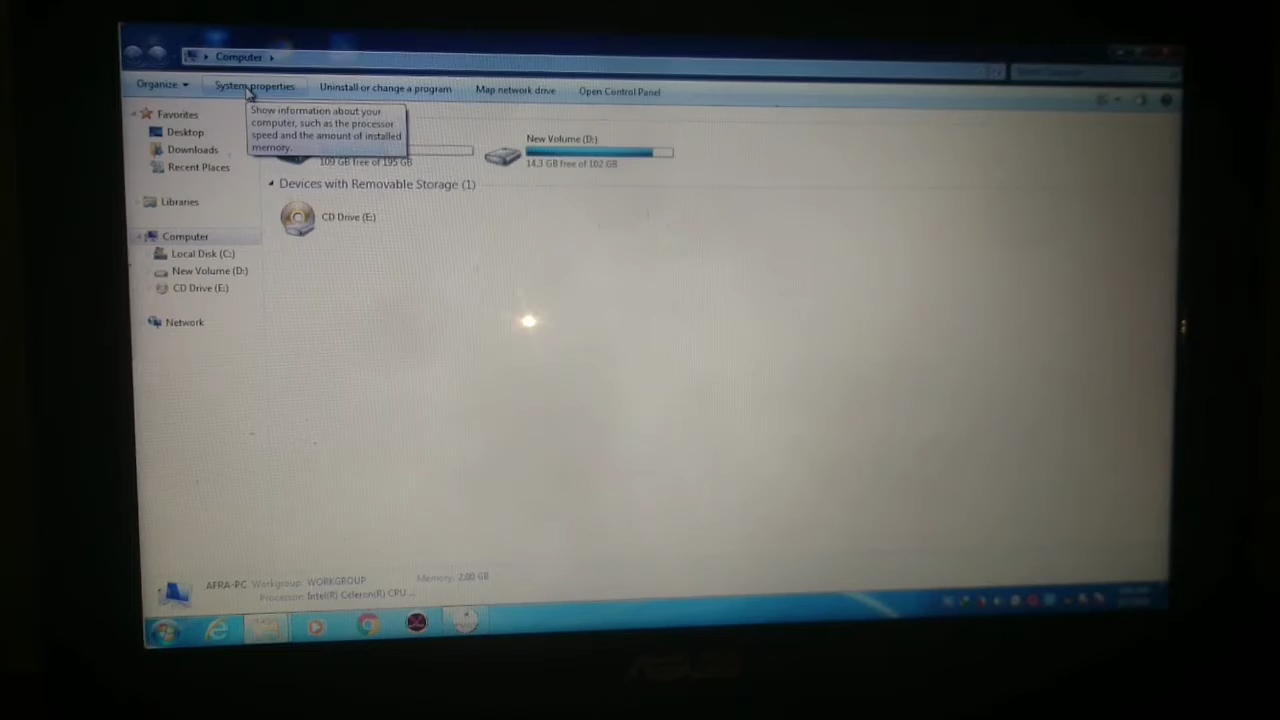 Computer
Organize
System properties
Uninstall or change a program
Map network drive
Open Control Panel
Show information about your
computer, such as the processor
speed and the amount of installed
memory.
Favorites
Desktop
Downloads
Recent Places
Libraries
Computer
Local Disk (C:)
New Volume (D:)
CD Drive (E:)
Network
109 GB free of 195 GB
New Volume (D:)
14.3 GB free of 102 GB
Devices with Removable Storage (1)
CD Drive (E:)
AFRA-PC Workgroup: WORKGROUP Memory: 2.00 GB
Processor: Intel(R) Celeron(R) CPU ...
ASUS